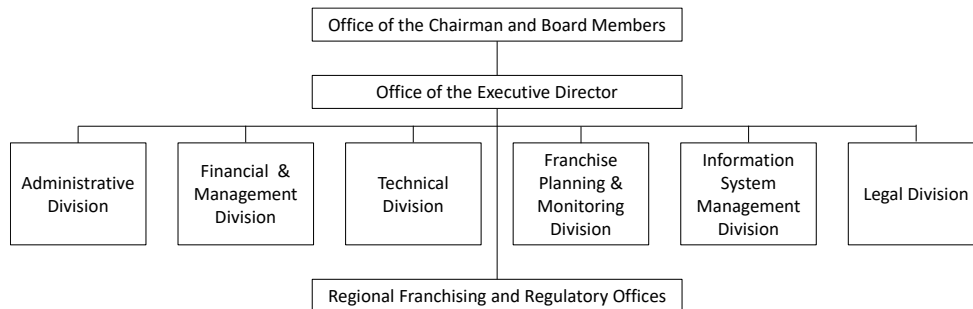 Office of the Chairman and Board Members
Office of the Executive Director
Administrative
Division
Financial & 
Management
Division
Technical
Division
Franchise
Planning &
Monitoring
Division
Information
System
Management
Division
Legal Division
Regional Franchising and Regulatory Offices